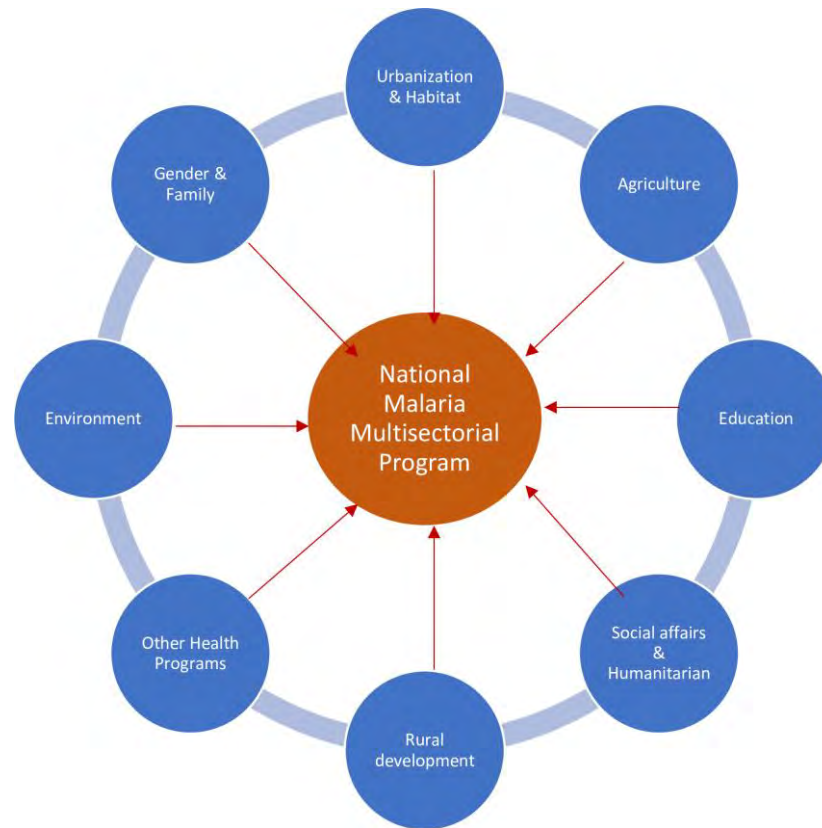 Urbanization
& Habitat
Gender &
Family
Agriculture
National
Malaria
Multisectorial
Program
Environment
Education
Other Health
Programs
Social affairs
&
Humanitarian
Rural
development